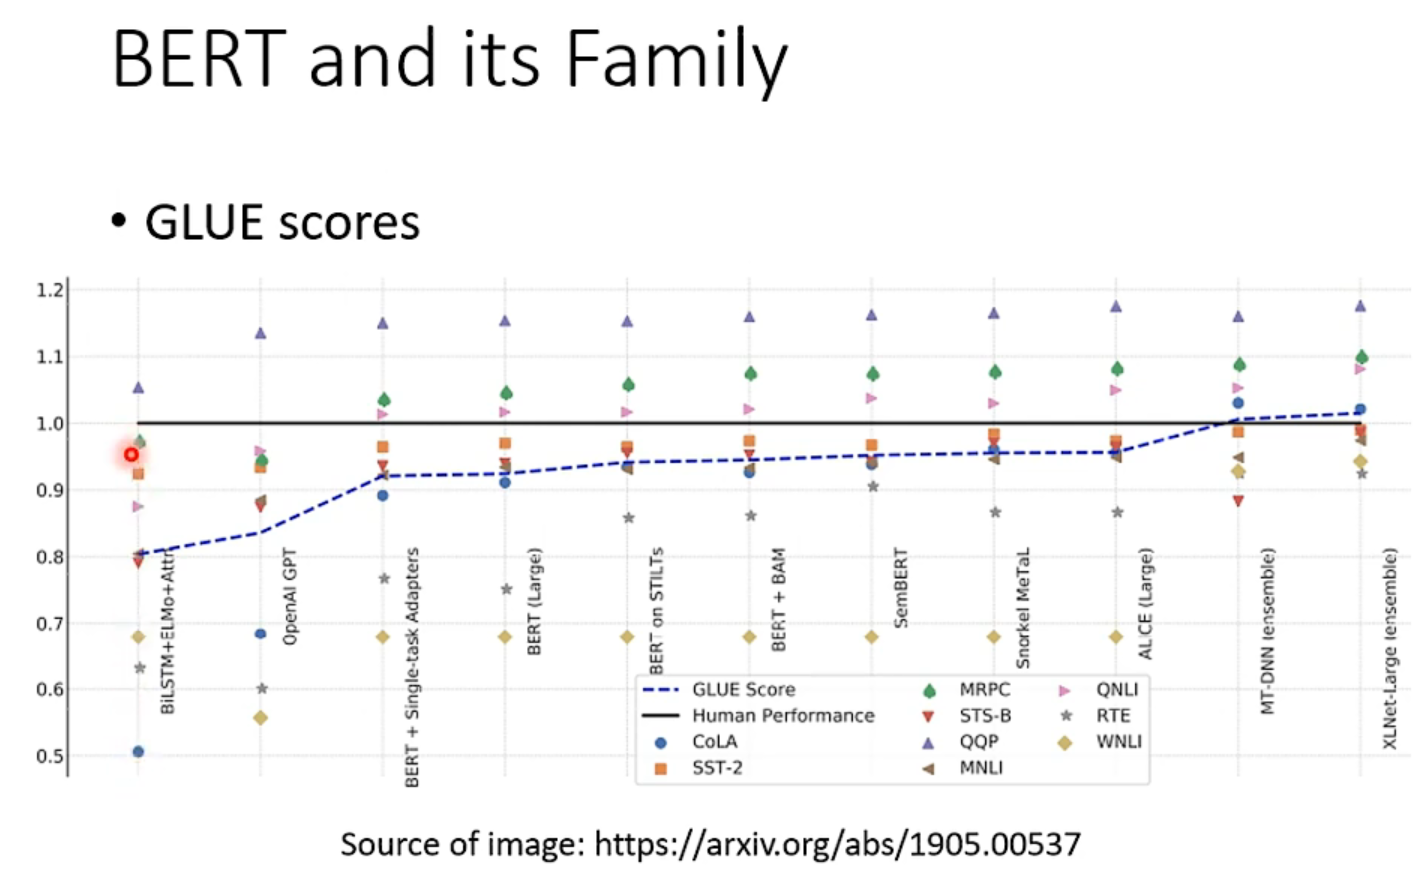 BERT and its Family
• GLUE scores
1.2
1.1
1.0
0.9
0.8
0.7
0.6
0.5
BiLSTM+ELMo+Attn
OpenAI GPT
BERT + Single-task Adapters
BERT (Large)
BERT on STILTs
BERT + BAM
SemBERT
Snorkel MeTaL
ALICE (Large)
MT-DNN (ensemble)
XLNet-Large (ensemble)
GLUE Score
Human Performance
CoLA
SST-2
MRPC
STS-B
QQP
MNLI
QNLI
RTE
WNLI
Source of image: https://arxiv.org/abs/1905.00537